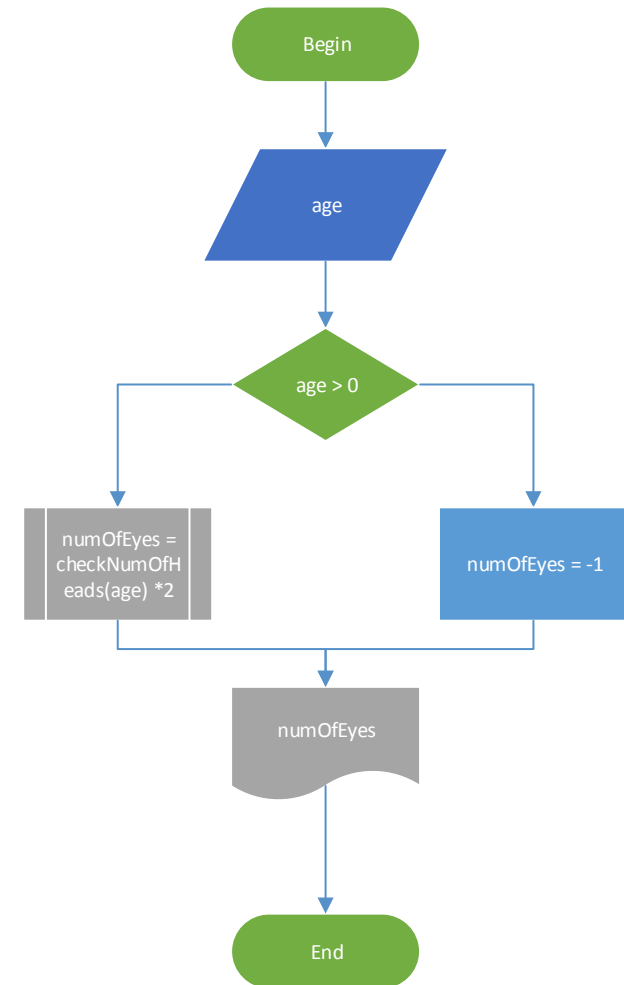 Begin
age
age > 0
numOfEyes =
checkNumOfH
eads(age) *2
numOfEyes = -1
numOfEyes
End